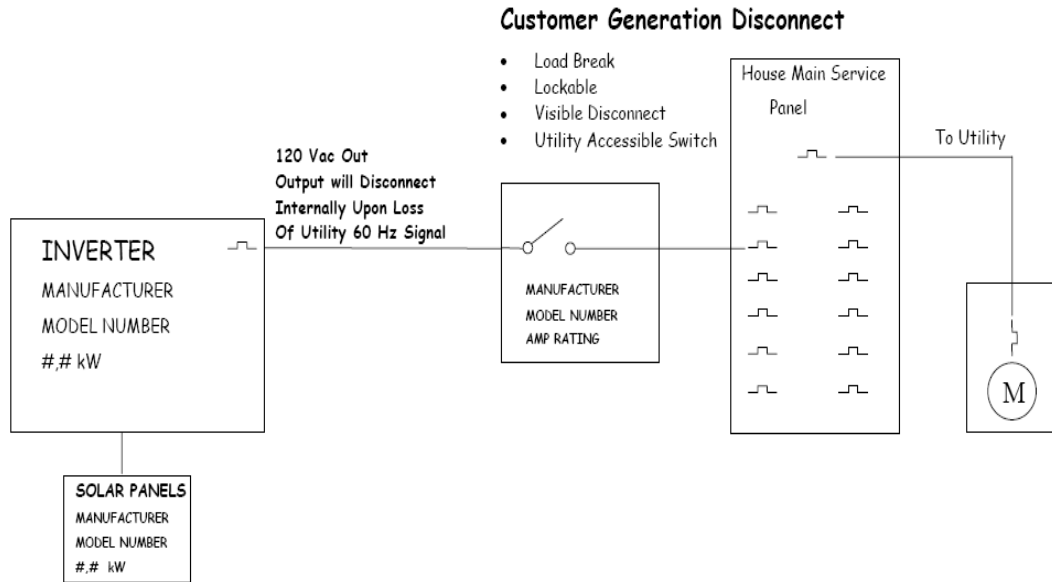 Customer Generation Disconnect
• Load Break
• Lockable
• Visible Disconnect
• Utility Accessible Switch
House Main Service
Panel
To Utility
120 Vac Out
Output will Disconnect
Internally Upon Loss
Of Utility 60 Hz Signal
INVERTER
MANUFACTURER
MODEL NUMBER
#,# kW
MANUFACTURER
MODEL NUMBER
AMP RATING
M
SOLAR PANELS
MANUFACTURER
MODEL NUMBER
#,# kW